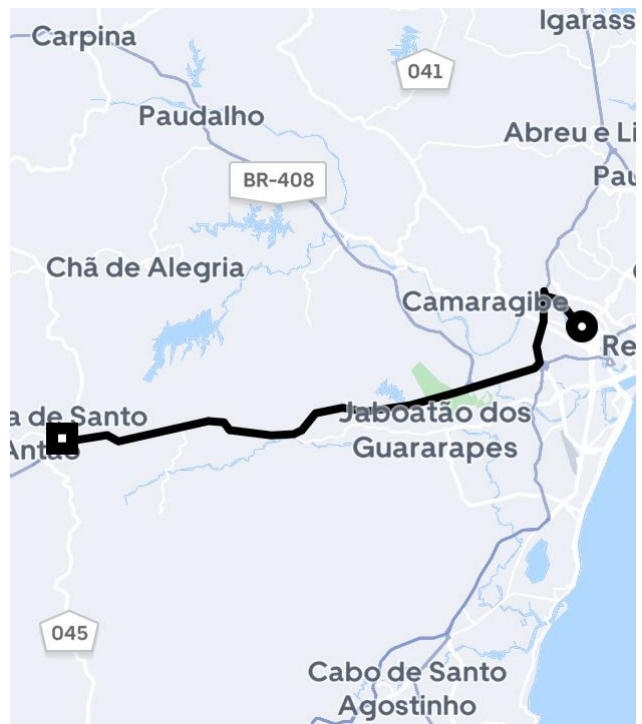 Igarass
Carpina
041
Paudalho
Abreu e Li
Pau
BR-408
Chã de Alegria
Camaragibe
Re
a de Santo
Antão
Jaboatão dos
Guararapes
045
Cabo de Santo
Agostinho